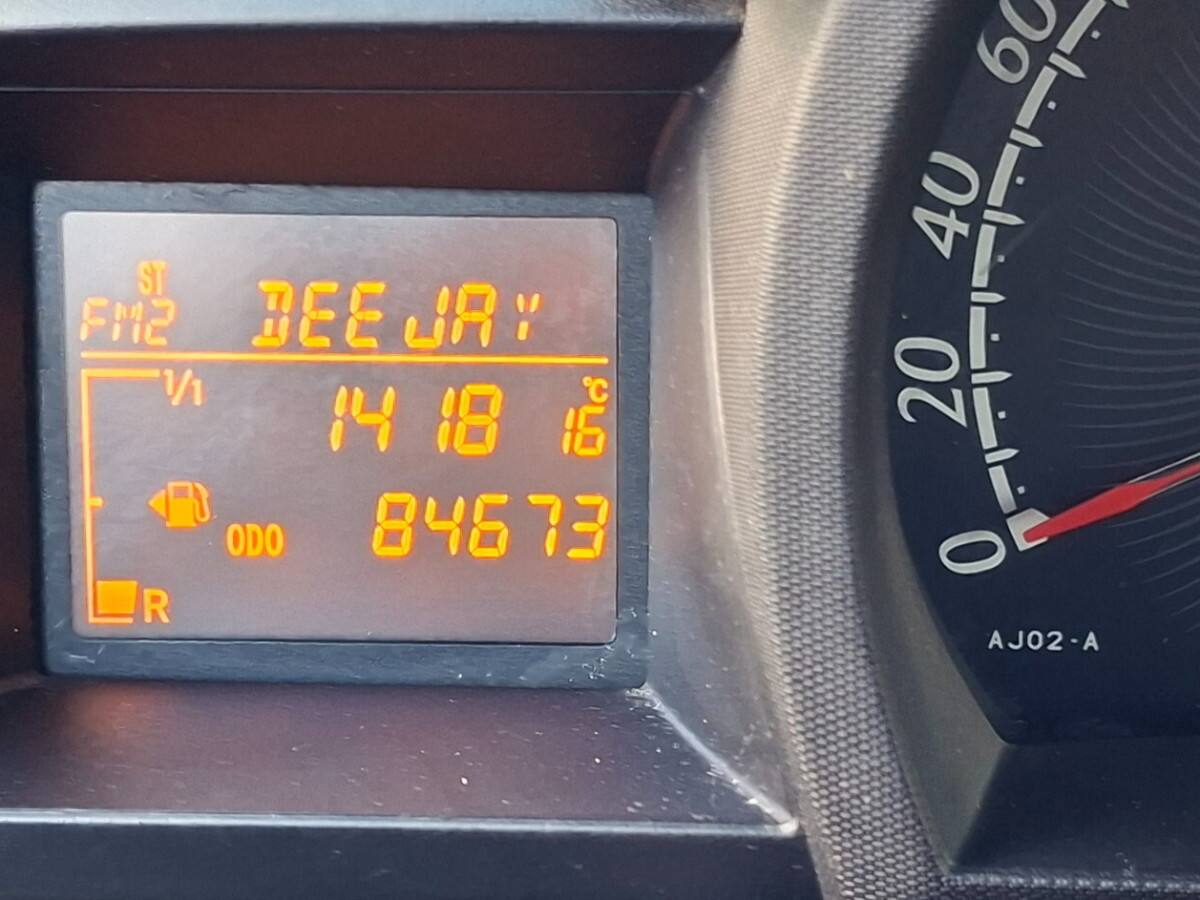 ST
FM2 DEEJAY
1/1 14 18 16 °C
ODO 84673
R
60
40
20
0
AJ02-A